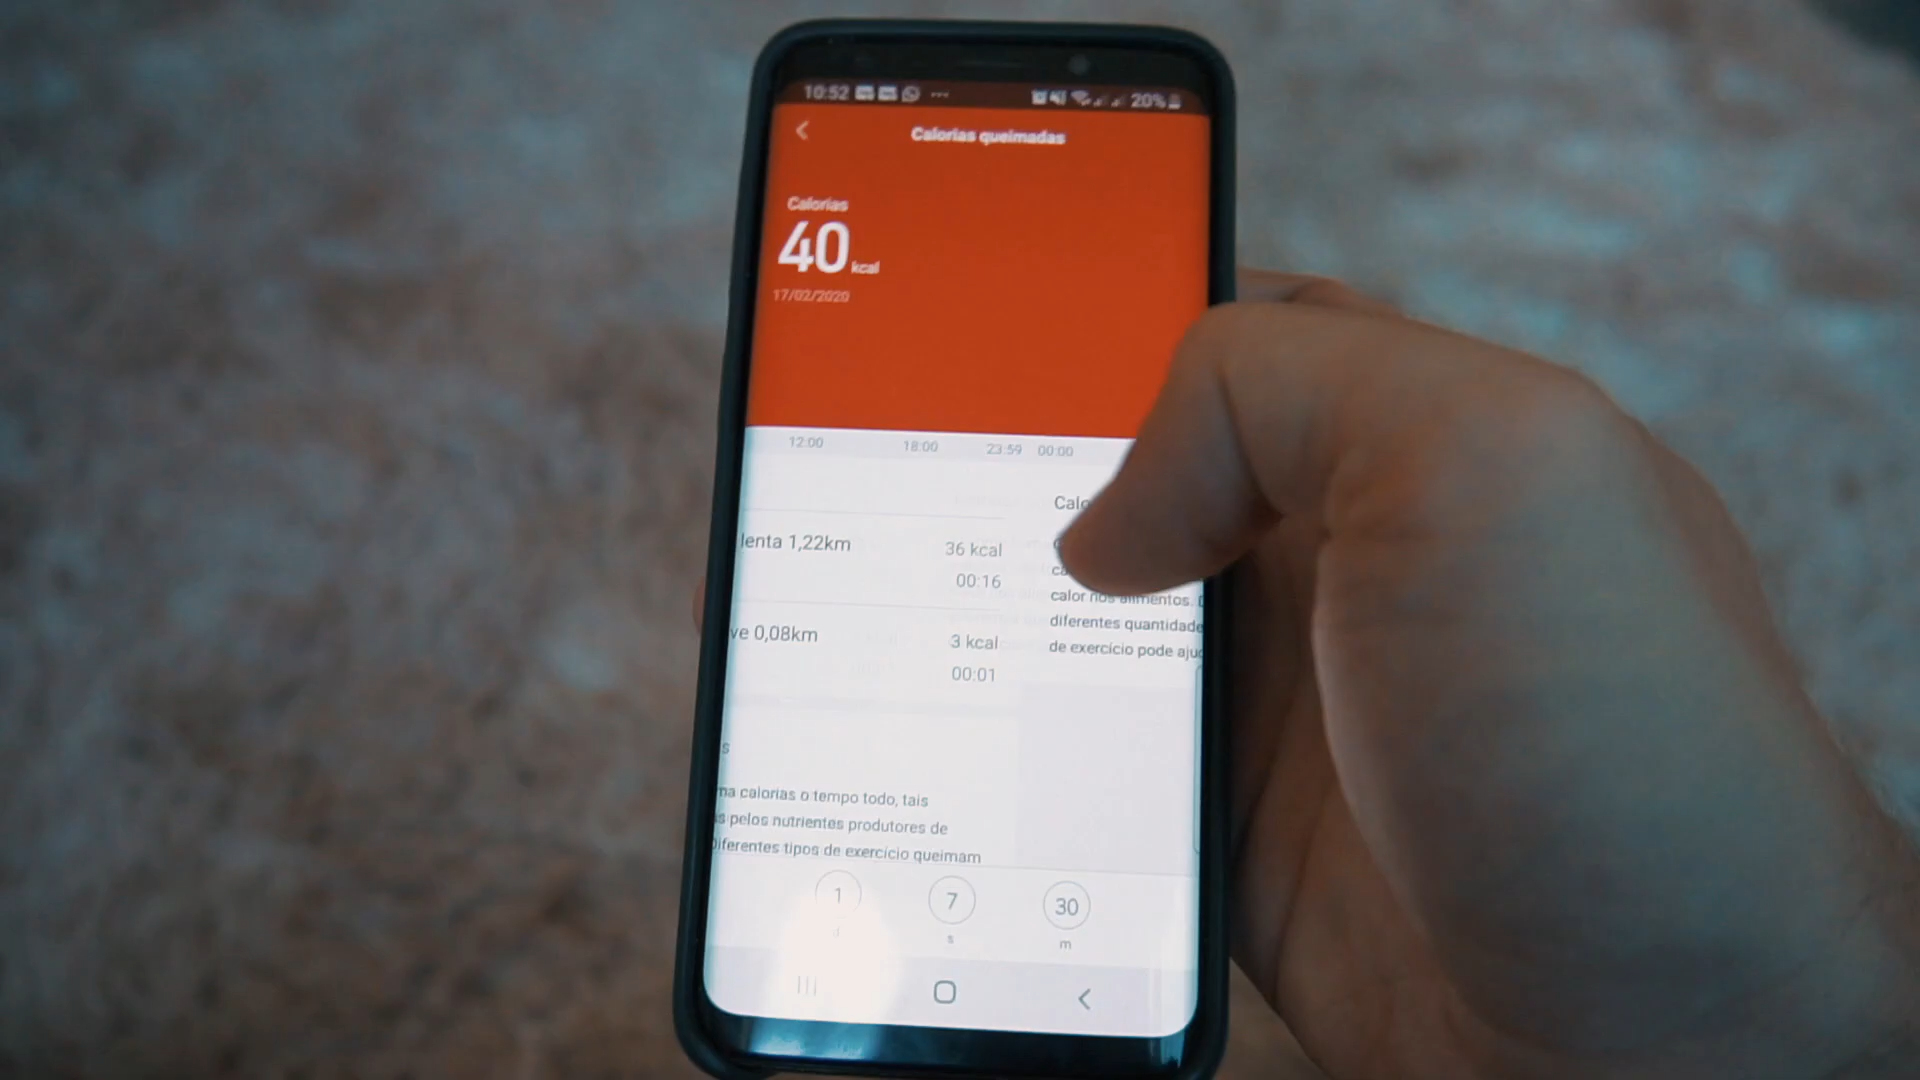 10:52 ... 20%
Calorias queimadas
Calorias
40 kcal
17/02/2020
12:00 18:00 23:59 00:00
lenta 1,22km 36 kcal
00:16
ve 0,08km 3 kcal
00:01
s
ma calorias o tempo todo, tais
s pelos nutrientes produtores de
Diferentes tipos de exercício queimam
Calo
ca
calor nos alimentos. D
diferentes quantidade
de exercício pode aju
1 7 30
d s m